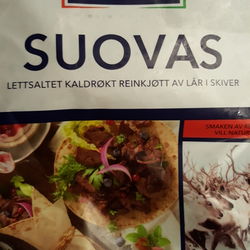 SUOVAS
LETTSALTET KALDRØKT REINKJØTT AV LÅR I SKIVER
SMAKEN AV
VILL NATUR